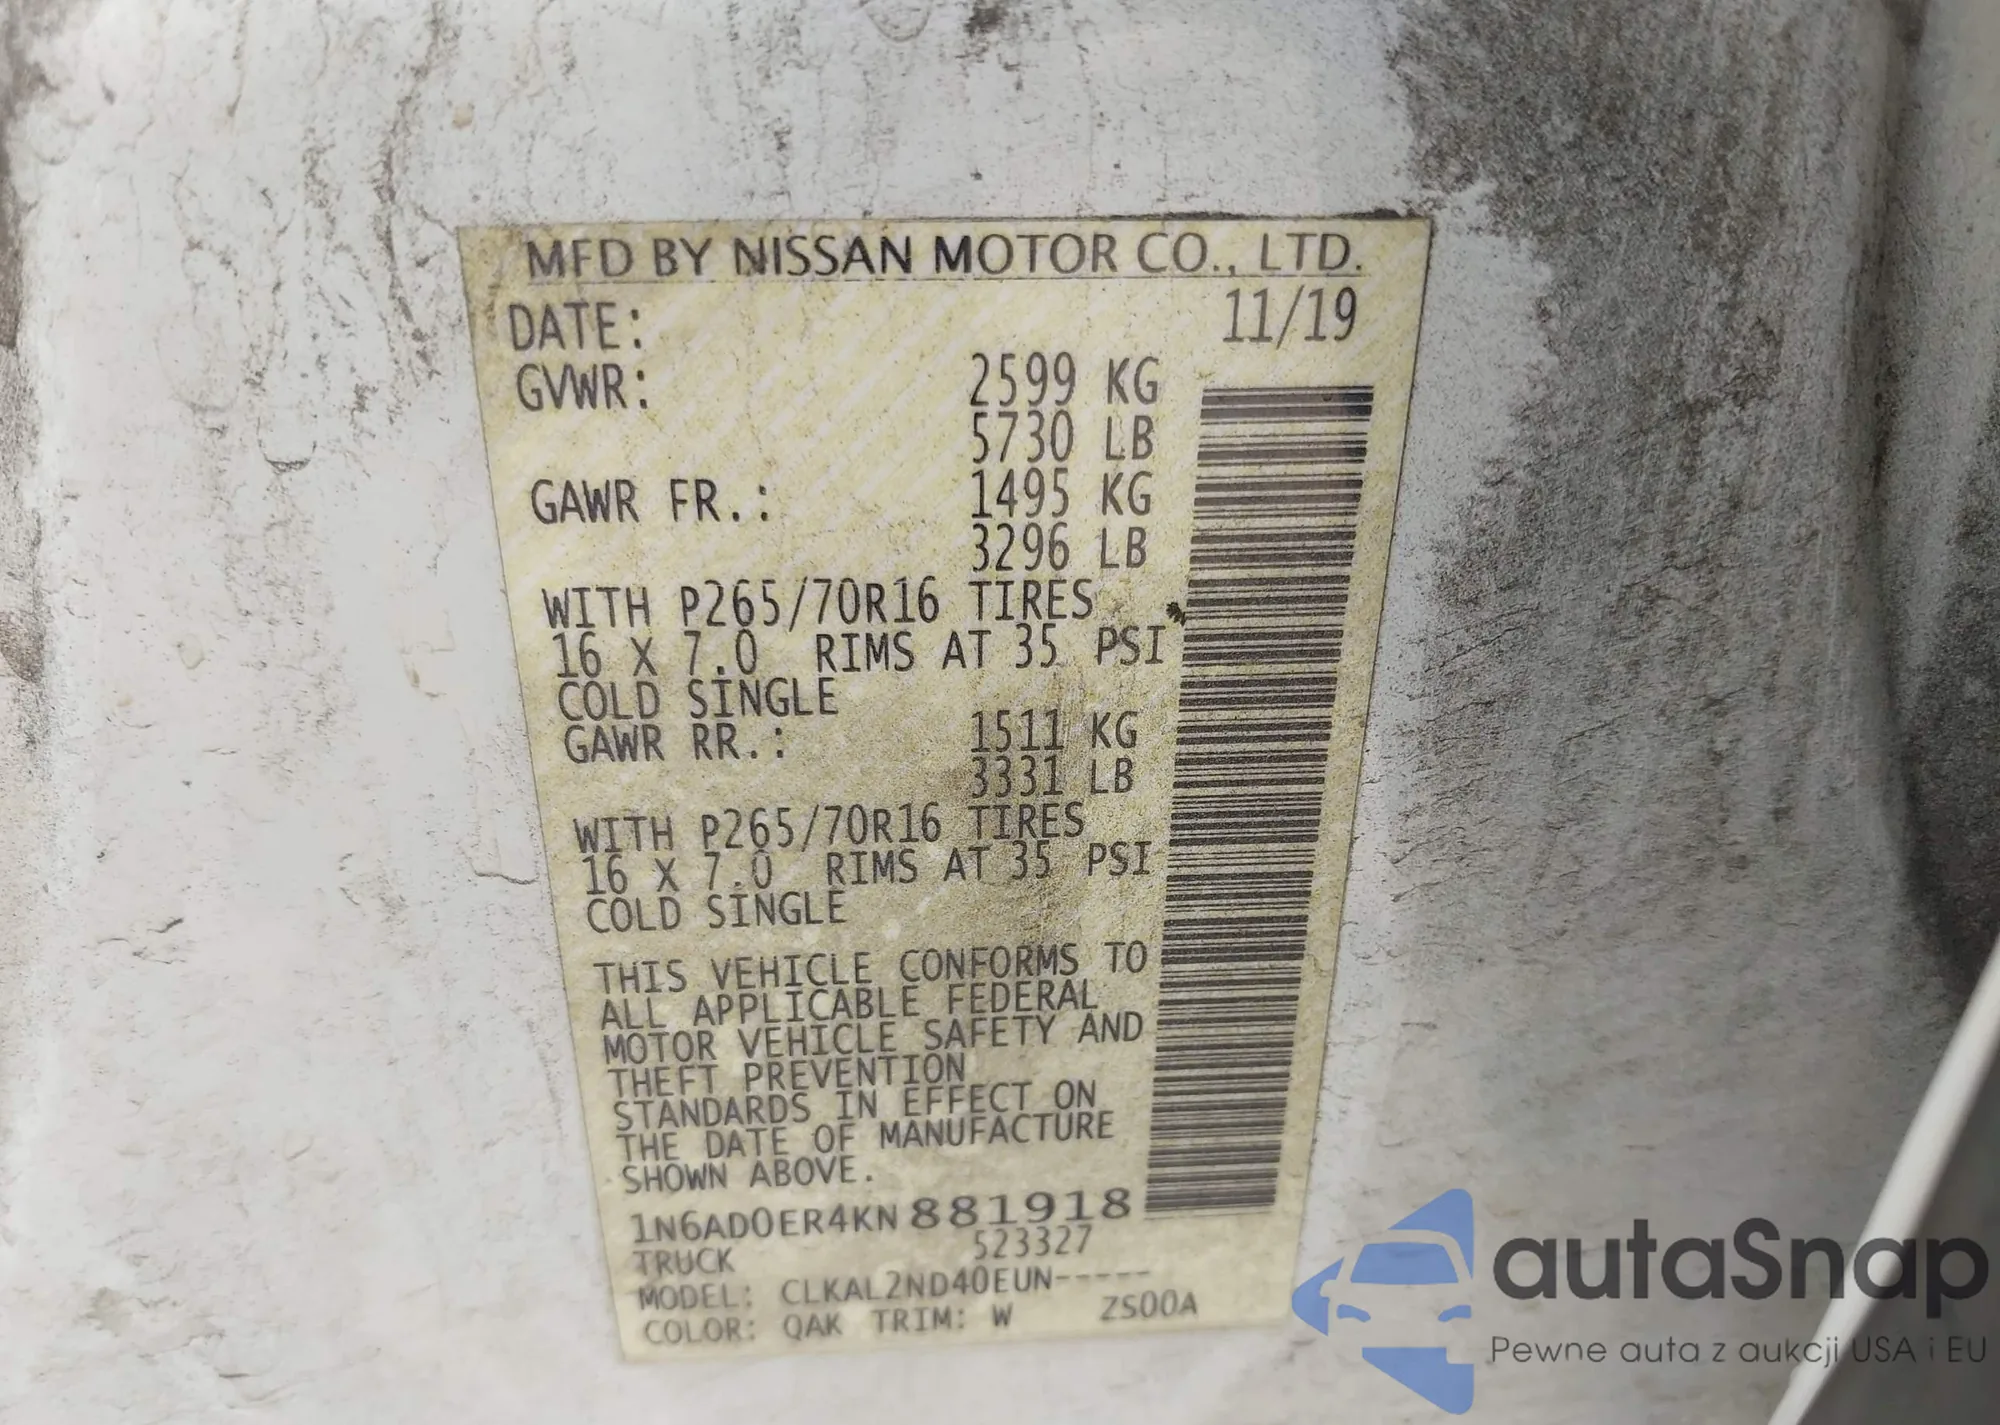 MFD BY NISSAN MOTOR CO., LTD.
DATE: 11/19
GVWR: 2599 KG
5730 LB
GAWR FR.: 1495 KG
3296 LB
WITH P265/70R16 TIRES
16 X 7.0 RIMS AT 35 PSI
COLD SINGLE
GAWR RR.: 1511 KG
3331 LB
WITH P265/70R16 TIRES
16 X 7.0 RIMS AT 35 PSI
COLD SINGLE
THIS VEHICLE CONFORMS TO
ALL APPLICABLE FEDERAL
MOTOR VEHICLE SAFETY AND
THEFT PREVENTION
STANDARDS IN EFFECT ON
THE DATE OF MANUFACTURE
SHOWN ABOVE.
1N6AD0ER4KN881918
TRUCK 523327
MODEL: CLKAL2ND40EUN-----
COLOR: QAK TRIM: W ZS00A
autaSnap
Pewne auta z aukcji USA i EU